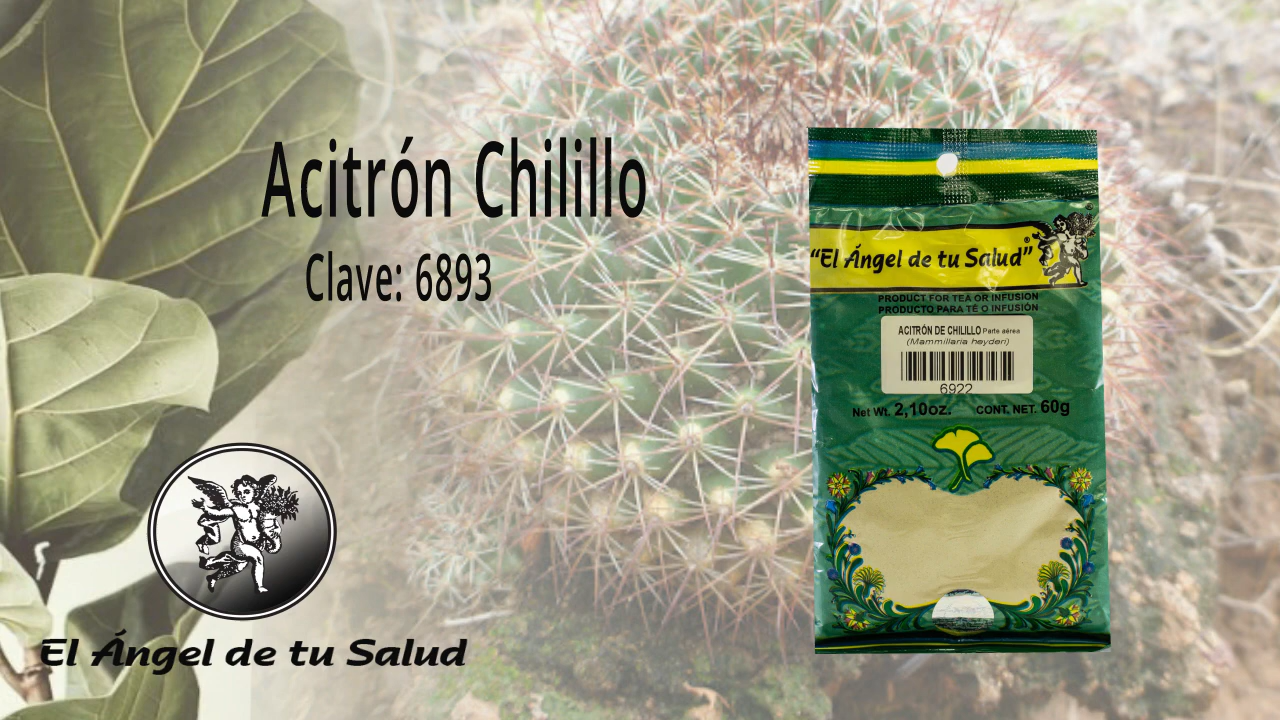 Acitrón Chilillo
Clave: 6893
"El Ángel de tu Salud"®
PRODUCT FOR TEA OR INFUSION
PRODUCTO PARA TÉ O INFUSIÓN
ACITRÓN DE CHILILLO Parte aérea
(Mammillaria heyderi)
6922
Net Wt. 2,10oz. CONT. NET. 60g
El Ángel de tu Salud